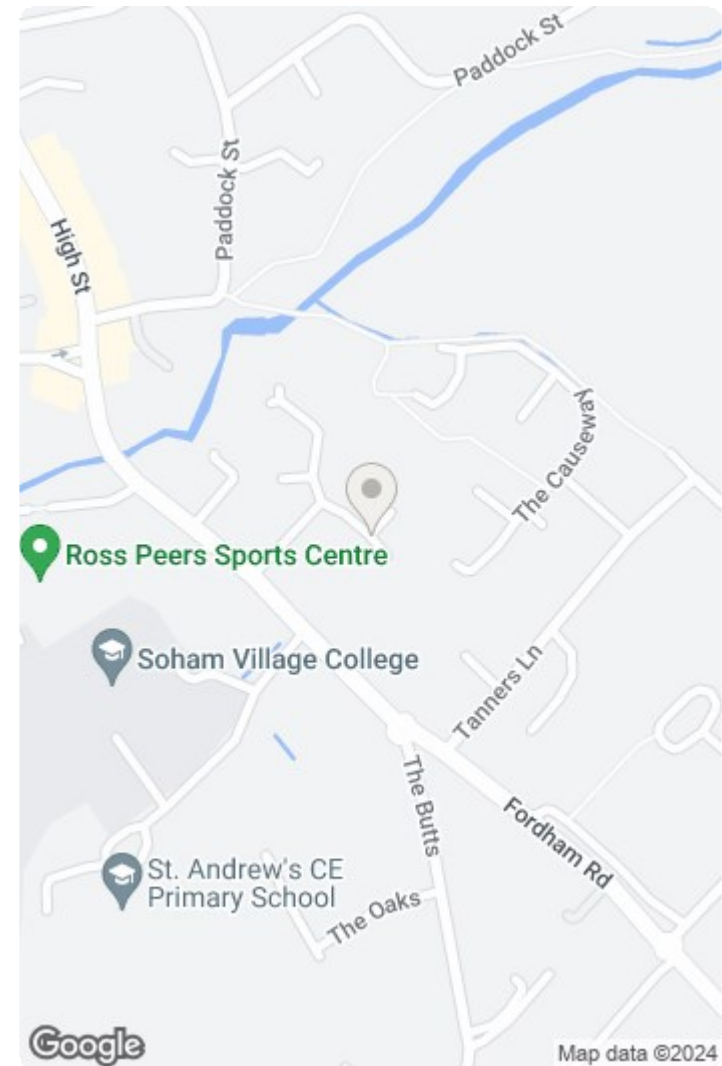 Paddock St
Paddock St
High St
The Causeway
Ross Peers Sports Centre
Soham Village College
Tanners Ln
The Butts
Fordham Rd
St. Andrew's CE
Primary School
The Oaks
Google
Map data ©2024